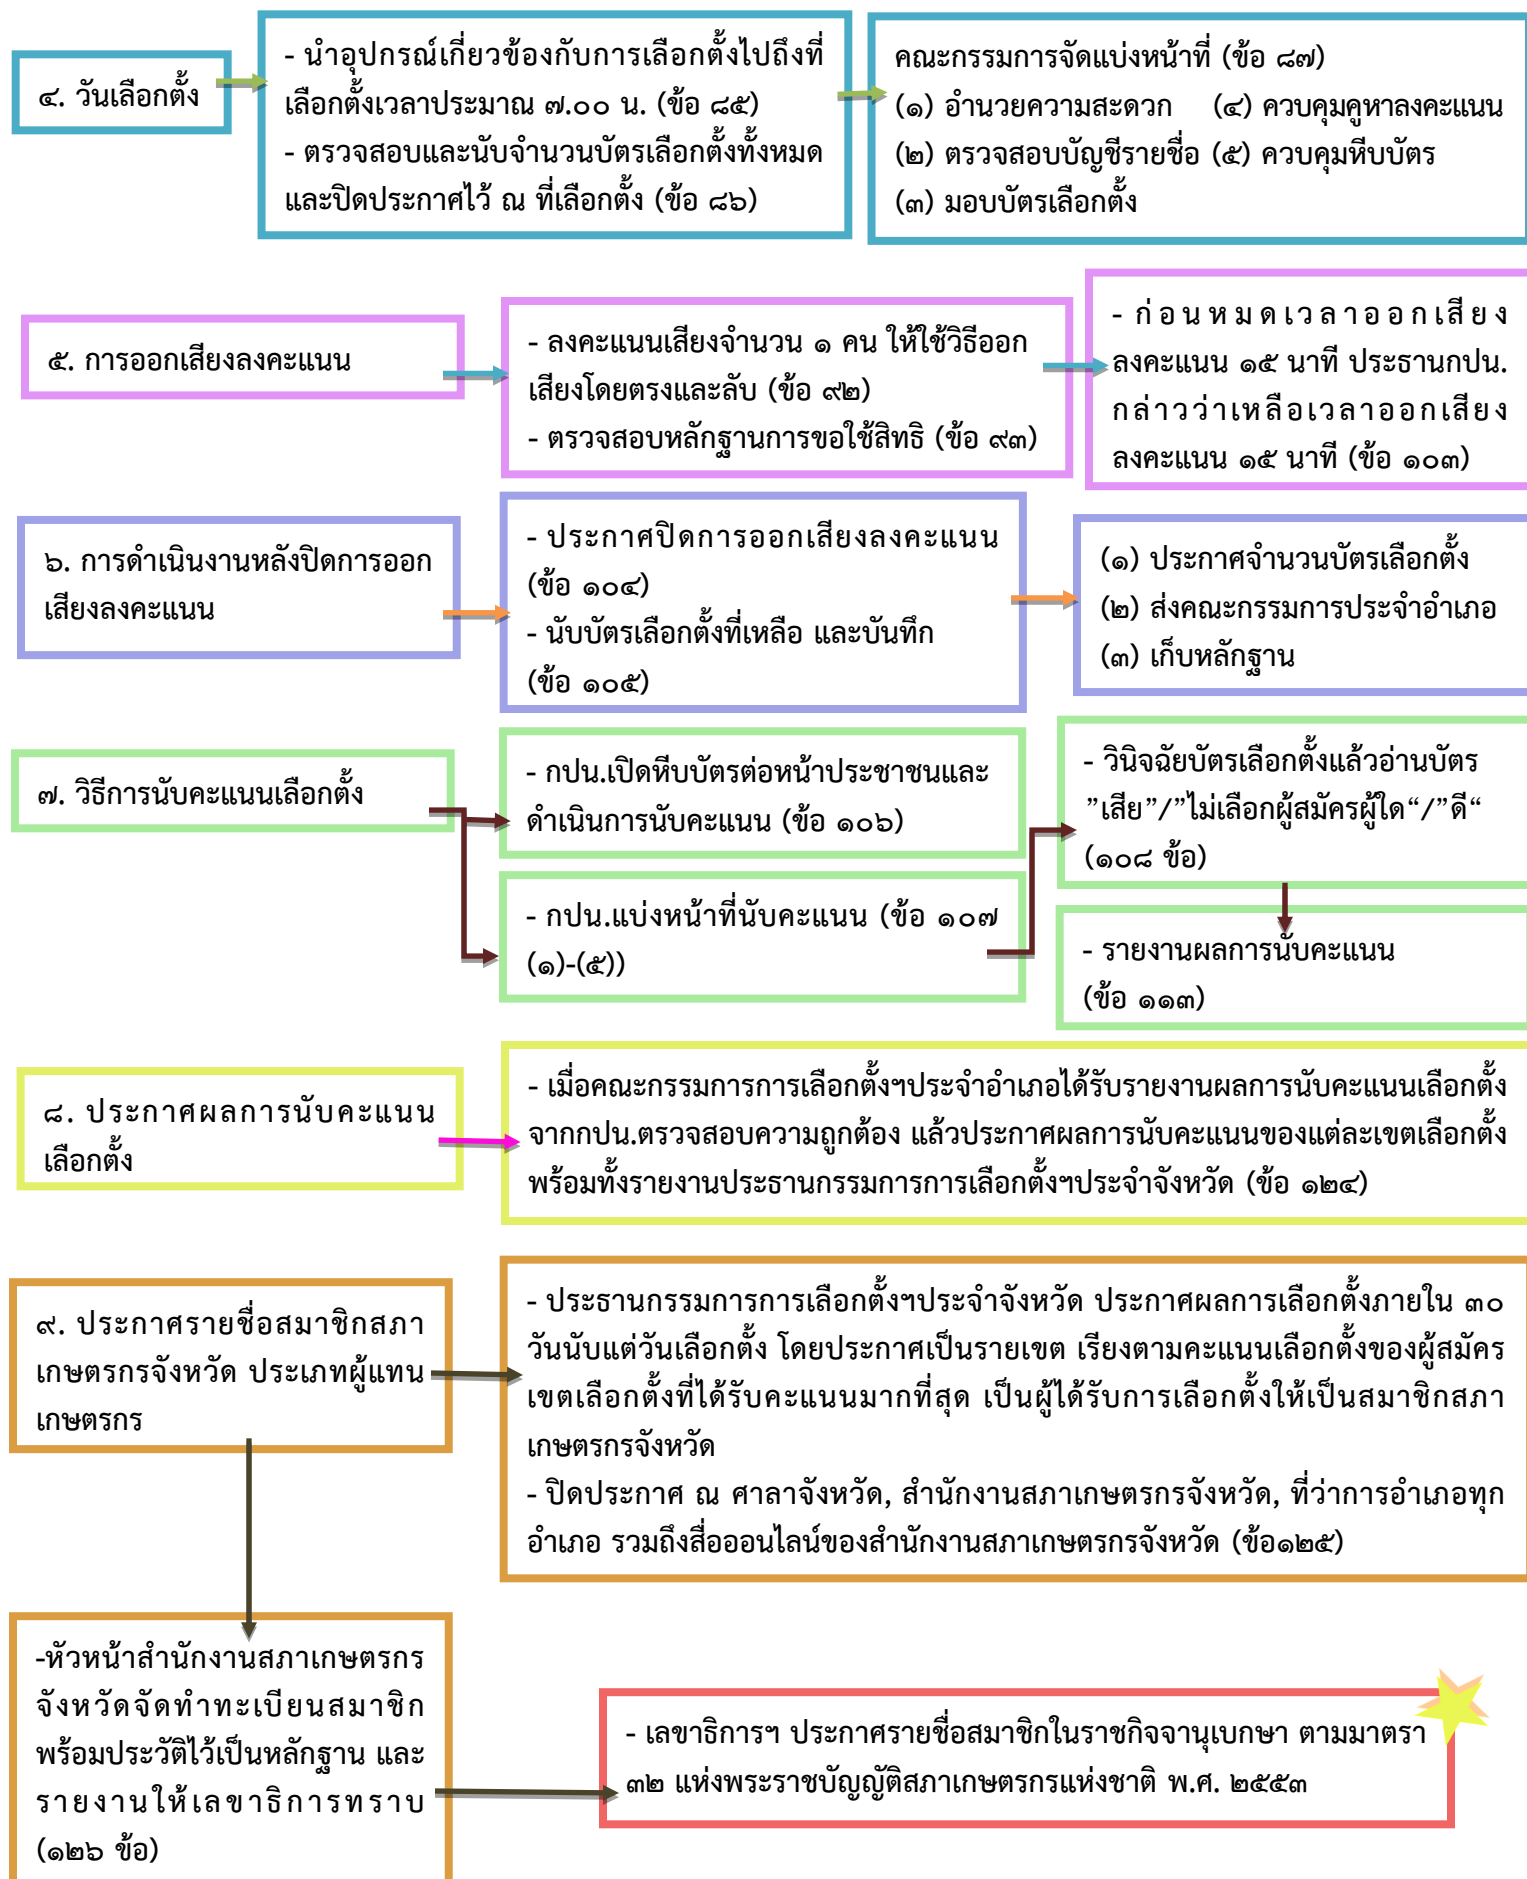 ๔. วันเลือกตั้ง
- นำอุปกรณ์เกี่ยวข้องกับการเลือกตั้งไปถึงที่
เลือกตั้งเวลาประมาณ ๗.๐๐ น. (ข้อ ๘๕)
- ตรวจสอบและนับจำนวนบัตรเลือกตั้งทั้งหมด
และปิดประกาศไว้ ณ ที่เลือกตั้ง (ข้อ ๘๖)
คณะกรรมการจัดแบ่งหน้าที่ (ข้อ ๘๗)
(๑) อำนวยความสะดวก (๔) ควบคุมคูหาลงคะแนน
(๒) ตรวจสอบบัญชีรายชื่อ (๕) ควบคุมหีบบัตร
(๓) มอบบัตรเลือกตั้ง
๕. การออกเสียงลงคะแนน
- ลงคะแนนเสียงจำนวน ๑ คน ให้ใช้วิธีออก
เสียงโดยตรงและลับ (ข้อ ๙๒)
- ตรวจสอบหลักฐานการขอใช้สิทธิ (ข้อ ๙๓)
- ก่อนหมดเวลาออกเสียง
ลงคะแนน ๑๕ นาที ประธานกปน.
กล่าวว่าเหลือเวลาออกเสียง
ลงคะแนน ๑๕ นาที (ข้อ ๑๐๓)
๖. การดำเนินงานหลังปิดการออก
เสียงลงคะแนน
- ประกาศปิดการออกเสียงลงคะแนน
(ข้อ ๑๐๔)
- นับบัตรเลือกตั้งที่เหลือ และบันทึก
(ข้อ ๑๐๕)
(๑) ประกาศจำนวนบัตรเลือกตั้ง
(๒) ส่งคณะกรรมการประจำอำเภอ
(๓) เก็บหลักฐาน
๗. วิธีการนับคะแนนเลือกตั้ง
- กปน.เปิดหีบบัตรต่อหน้าประชาชนและ
ดำเนินการนับคะแนน (ข้อ ๑๐๖)
- กปน.แบ่งหน้าที่นับคะแนน (ข้อ ๑๐๗
(๑)-(๕))
- วินิจฉัยบัตรเลือกตั้งแล้วอ่านบัตร
”เสีย”/”ไม่เลือกผู้สมัครผู้ใด“/”ดี“
(๑๐๘ ข้อ)
- รายงานผลการนับคะแนน
(ข้อ ๑๑๓)
๘. ประกาศผลการนับคะแนน
เลือกตั้ง
- เมื่อคณะกรรมการการเลือกตั้งฯประจำอำเภอได้รับรายงานผลการนับคะแนนเลือกตั้ง
จากกปน.ตรวจสอบความถูกต้อง แล้วประกาศผลการนับคะแนนของแต่ละเขตเลือกตั้ง
พร้อมทั้งรายงานประธานกรรมการการเลือกตั้งฯประจำจังหวัด (ข้อ ๑๒๔)
๙. ประกาศรายชื่อสมาชิกสภา
เกษตรกรจังหวัด ประเภทผู้แทน
เกษตรกร
- ประธานกรรมการการเลือกตั้งฯประจำจังหวัด ประกาศผลการเลือกตั้งภายใน ๓๐
วันนับแต่วันเลือกตั้ง โดยประกาศเป็นรายเขต เรียงตามคะแนนเลือกตั้งของผู้สมัคร
เขตเลือกตั้งที่ได้รับคะแนนมากที่สุด เป็นผู้ได้รับการเลือกตั้งให้เป็นสมาชิกสภา
เกษตรกรจังหวัด
- ปิดประกาศ ณ ศาลาจังหวัด, สำนักงานสภาเกษตรกรจังหวัด, ที่ว่าการอำเภอทุก
อำเภอ รวมถึงสื่อออนไลน์ของสำนักงานสภาเกษตรกรจังหวัด (ข้อ๑๒๕)
-หัวหน้าสำนักงานสภาเกษตรกร
จังหวัดจัดทำทะเบียนสมาชิก
พร้อมประวัติไว้เป็นหลักฐาน และ
รายงานให้เลขาธิการทราบ
(๑๒๖ ข้อ)
- เลขาธิการฯ ประกาศรายชื่อสมาชิกในราชกิจจานุเบกษา ตามมาตรา
๓๒ แห่งพระราชบัญญัติสภาเกษตรกรแห่งชาติ พ.ศ. ๒๕๕๓